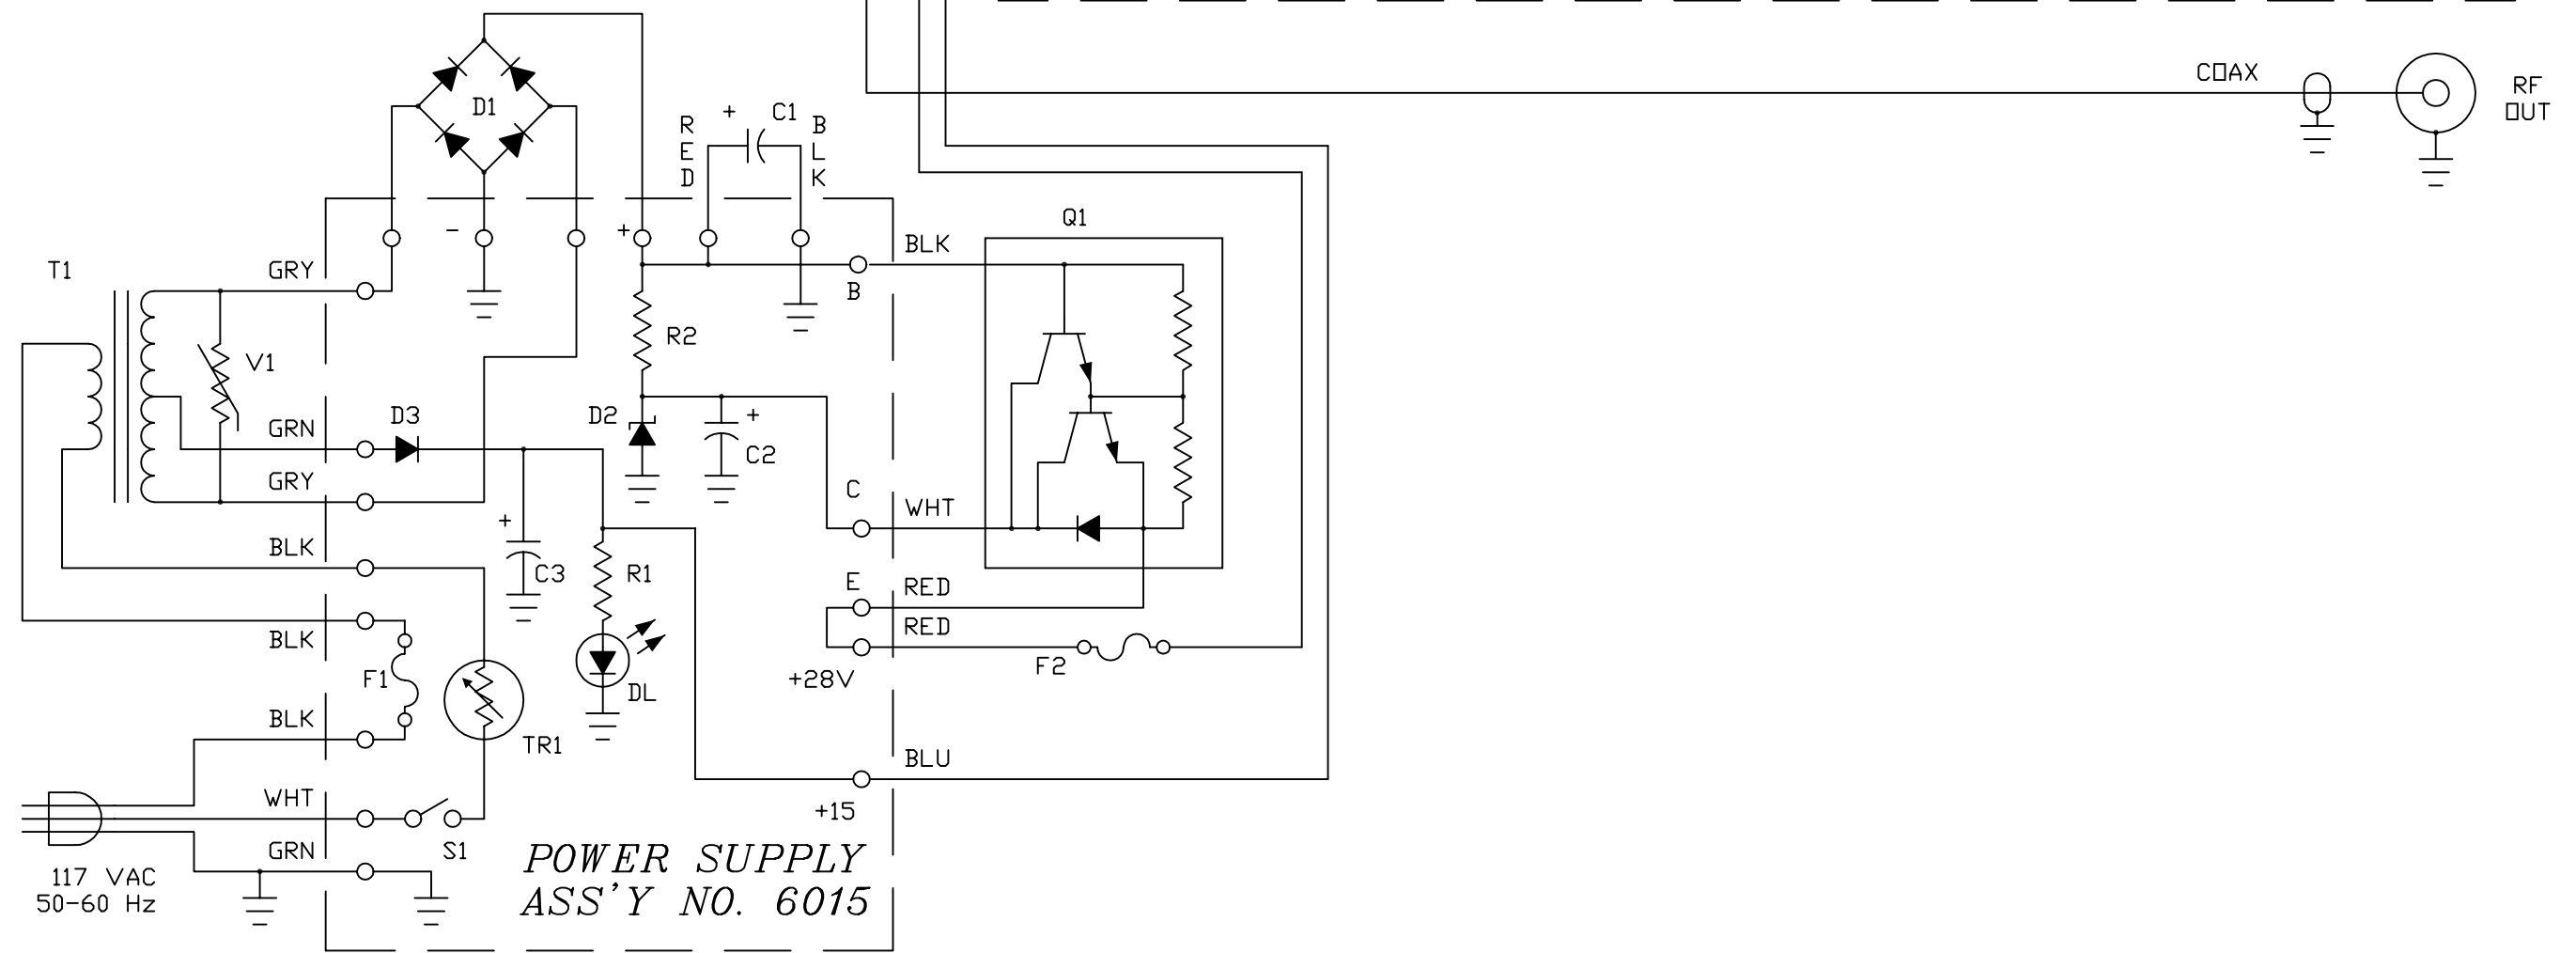 COAX
RF
OUT
D1
+ C1
RED
BLK
Q1
T1
GRY
-
+
BLK
B
R2
V1
GRN
D3
D2
+
C2
GRY
C
WHT
+
BLK
C3
R1
E
RED
RED
BLK
F1
DL
+28V
F2
BLK
TR1
BLU
WHT
+15
GRN
S1
117 VAC
50-60 Hz
POWER SUPPLY
ASS'Y NO. 6015